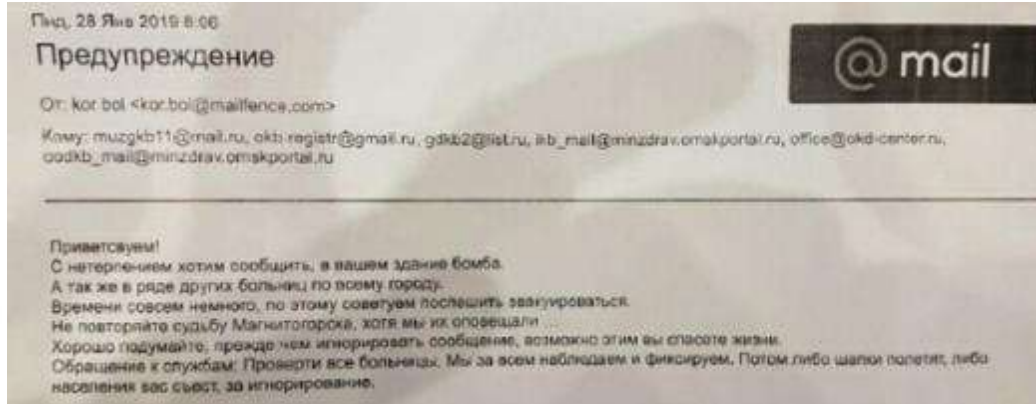 Пнд, 28 Янв 2019 8:06
Предупреждение
@ mail
От: kor bol <kor.bol@mailfence.com>
Кому: muzgkb11@mail.ru, okb-registr@gmail.ru, gdkb2@list.ru, ikb_mail@minzdrav.omskportal.ru, office@okd-center.ru,
oodkb_mail@minzdrav.omskportal.ru
Приветсвуем!
С нетерпением хотим сообщить, в вашем здание бомба.
А так же в ряде других больниц по всему городу.
Времени совсем немного, по этому советуем поспешить эвакуироваться.
Не повторяйте судьбу Магнитогорска, хотя мы их оповещали ...
Хорошо подумайте, прежде чем игнорировать сообщение, возможно этим вы спасете жизни.
Обращение к службам: Проверти все больницы. Мы за всем наблюдаем и фиксируем. Потом либо шапки полетят, либо
населения вас съест, за игнорирование.